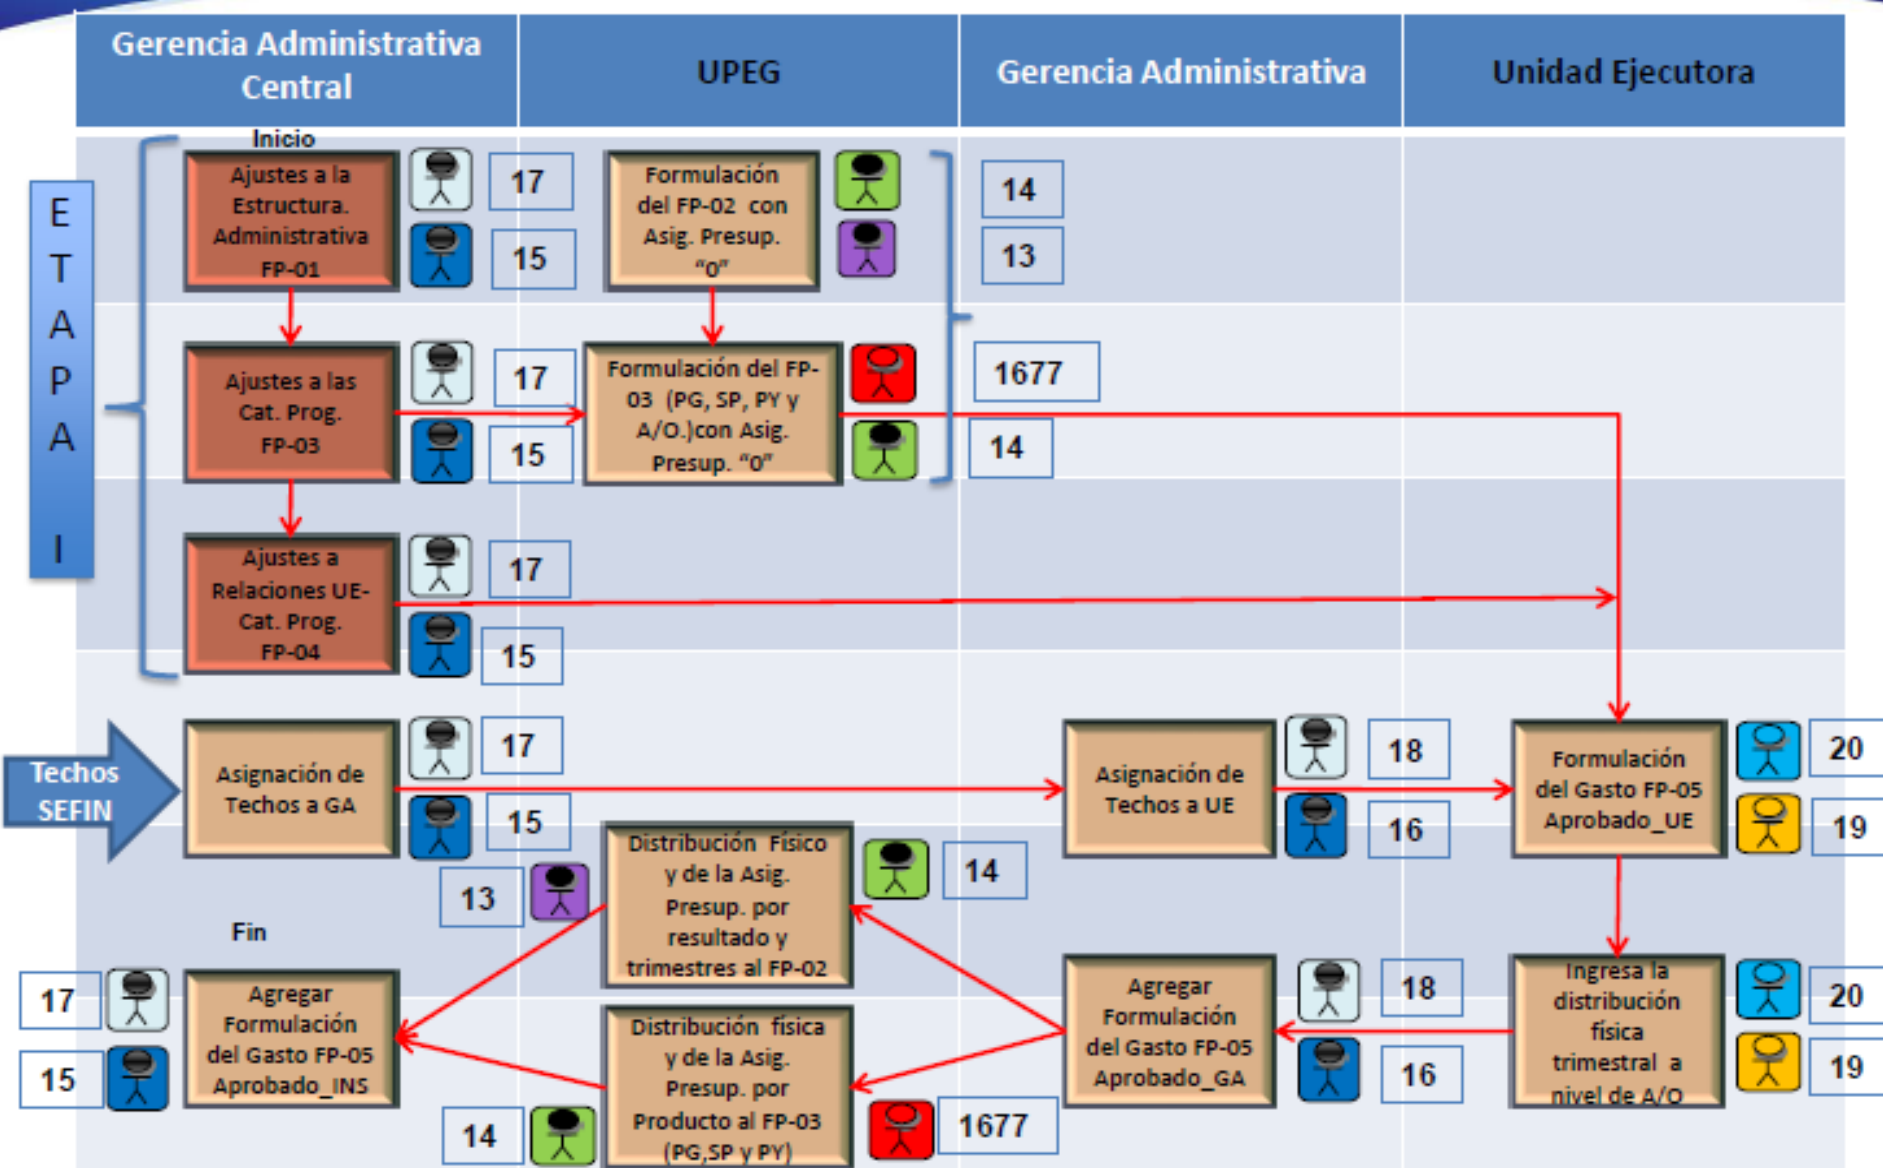 Gerencia Administrativa
Central
UPEG
Gerencia Administrativa
Unidad Ejecutora
E
T
A
P
A
I
Inicio
Ajustes a la
Estructura.
Administrativa
FP-01
17
15
Formulación
del FP-02 con
Asig. Presup.
“0”
14
13
Ajustes a las
Cat. Prog.
FP-03
17
15
Formulación del FP-
03 (PG, SP, PY y
A/O.)con Asig.
Presup. “0”
1677
14
Ajustes a
Relaciones UE-
Cat. Prog.
FP-04
17
15
Techos
SEFIN
Asignación de
Techos a GA
17
15
Asignación de
Techos a UE
18
16
Formulación
del Gasto FP-05
Aprobado_UE
20
19
Distribución Físico
y de la Asig.
Presup. por
resultado y
trimestres al FP-02
13
14
Fin
17
15
Agregar
Formulación
del Gasto FP-05
Aprobado_INS
Distribución física
y de la Asig.
Presup. por
Producto al FP-03
(PG,SP y PY)
14
1677
Agregar
Formulación
del Gasto FP-05
Aprobado_GA
18
16
Ingresa la
distribución
física
trimestral a
nivel de A/O
20
19